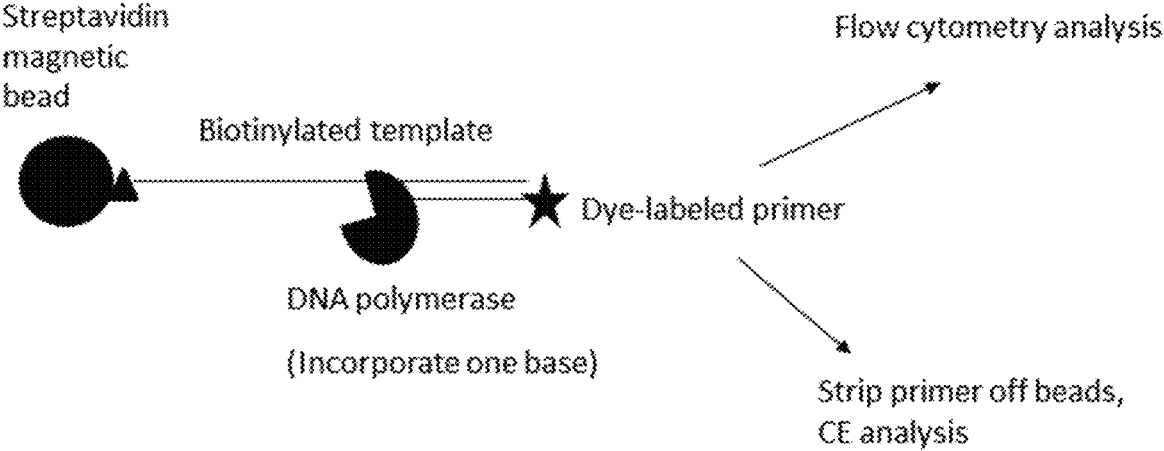 Streptavidin
magnetic
bead
Flow cytometry analysis
Biotinylated template
Dye-labeled primer
DNA polymerase
(Incorporate one base)
Strip primer off beads,
CE analysis